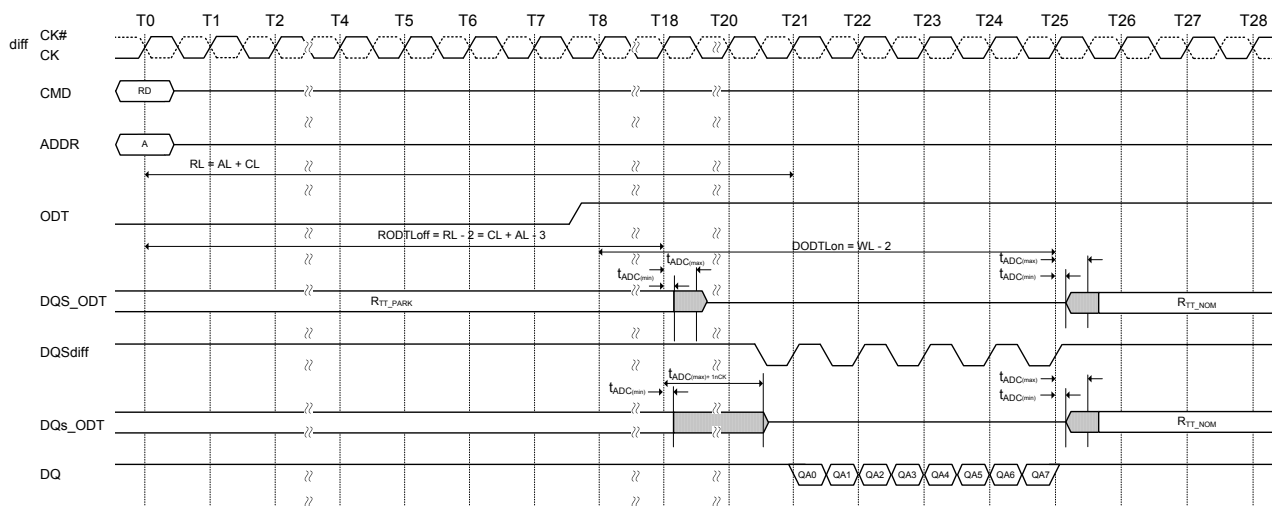 T0 T1 T2 T4 T5 T6 T7 T8 T18 T20 T21 T22 T23 T24 T25 T26 T27 T28
diff CK#
CK
CMD RD
ADDR A
RL = AL + CL
ODT
RODTLoff = RL - 2 = CL + AL - 3 DODTLon = WL - 2
tADC(max) tADC(max)
tADC(min) tADC(min)
DQS_ODT RTT_PARK RTT_NOM
DQSdiff
tADC(max)+ 1nCK tADC(max)
tADC(min) tADC(min)
DQs_ODT RTT_NOM
DQ QA0 QA1 QA2 QA3 QA4 QA5 QA6 QA7